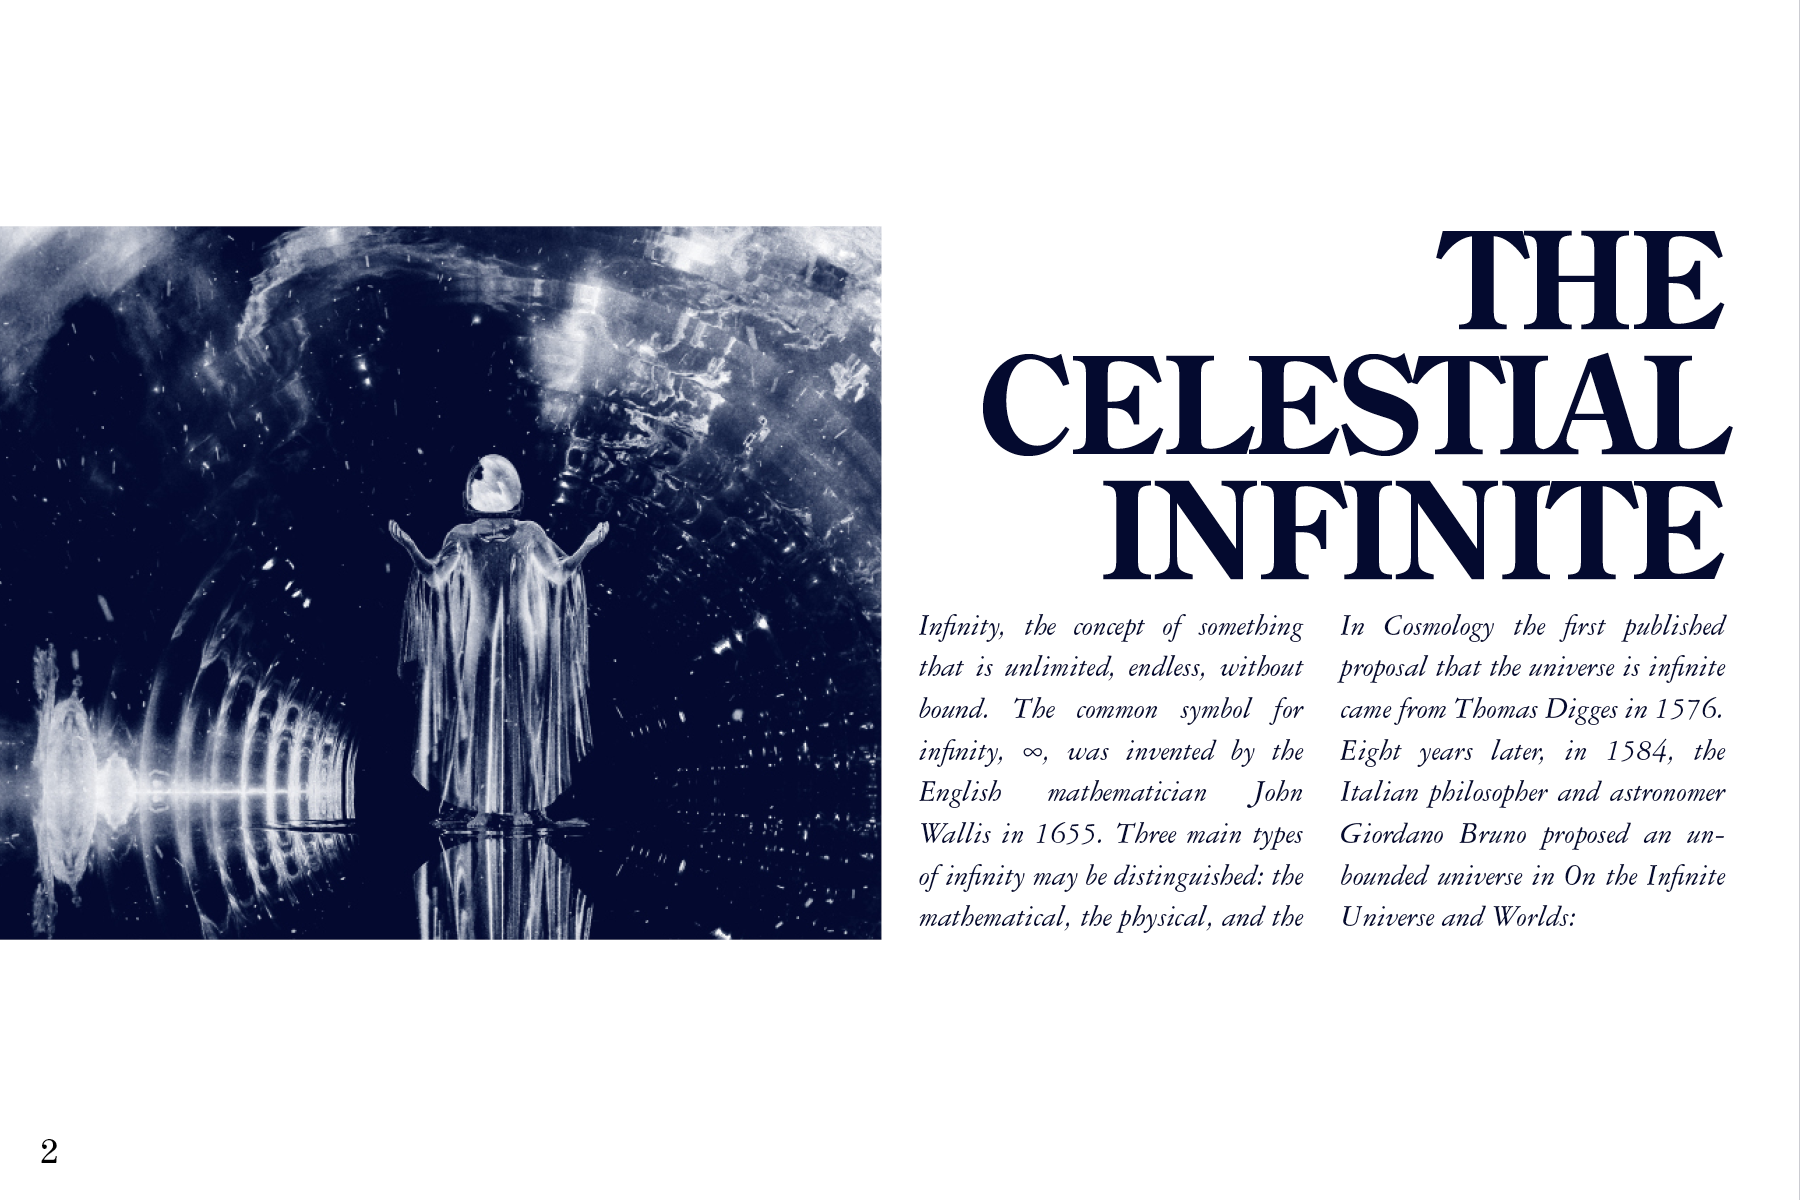 THE
CELESTIAL
INFINITE
Infinity, the concept of something
that is unlimited, endless, without
bound. The common symbol for
infinity, ∞, was invented by the
English mathematician John
Wallis in 1655. Three main types
of infinity may be distinguished: the
mathematical, the physical, and the
In Cosmology the first published
proposal that the universe is infinite
came from Thomas Digges in 1576.
Eight years later, in 1584, the
Italian philosopher and astronomer
Giordano Bruno proposed an un-
bounded universe in On the Infinite
Universe and Worlds:
2